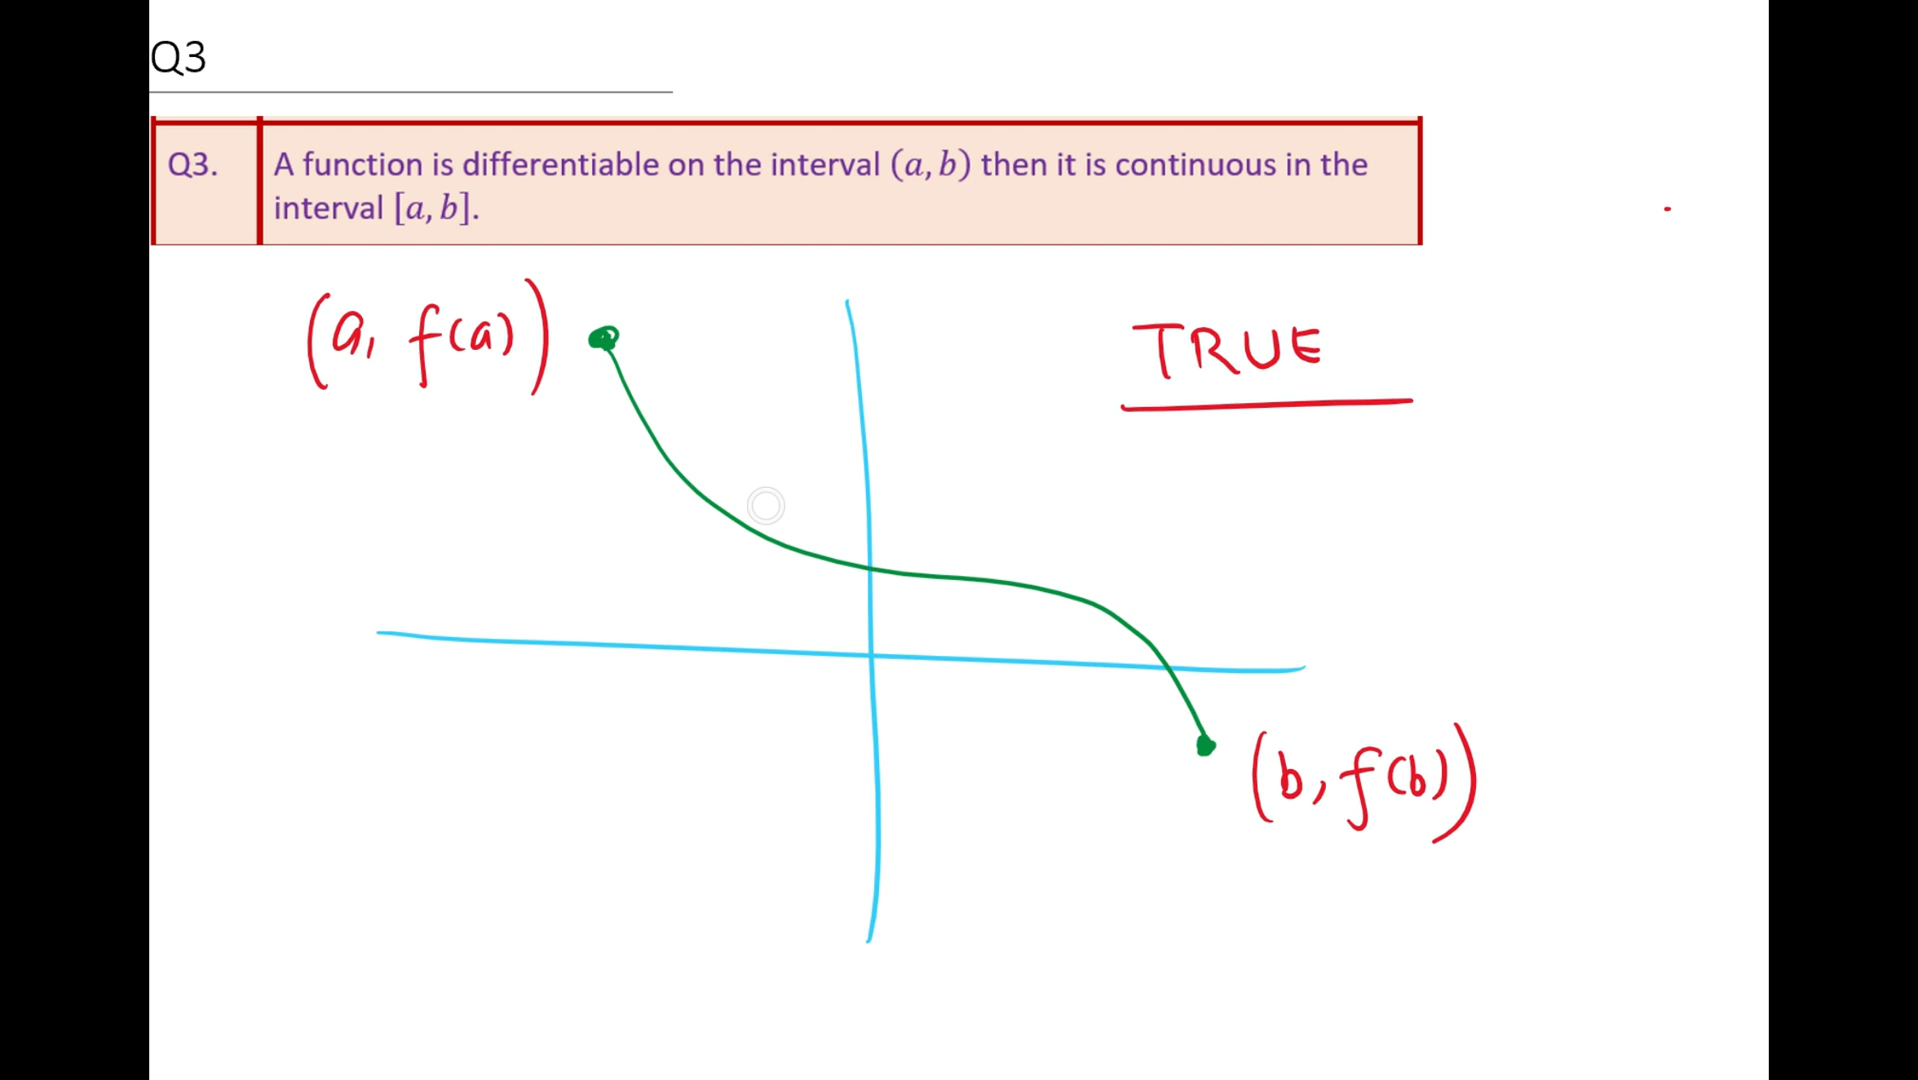 Q3
Q3. A function is differentiable on the interval (a, b) then it is continuous in the
interval [a, b].
(a, f(a))
TRUE
(b, f(b))